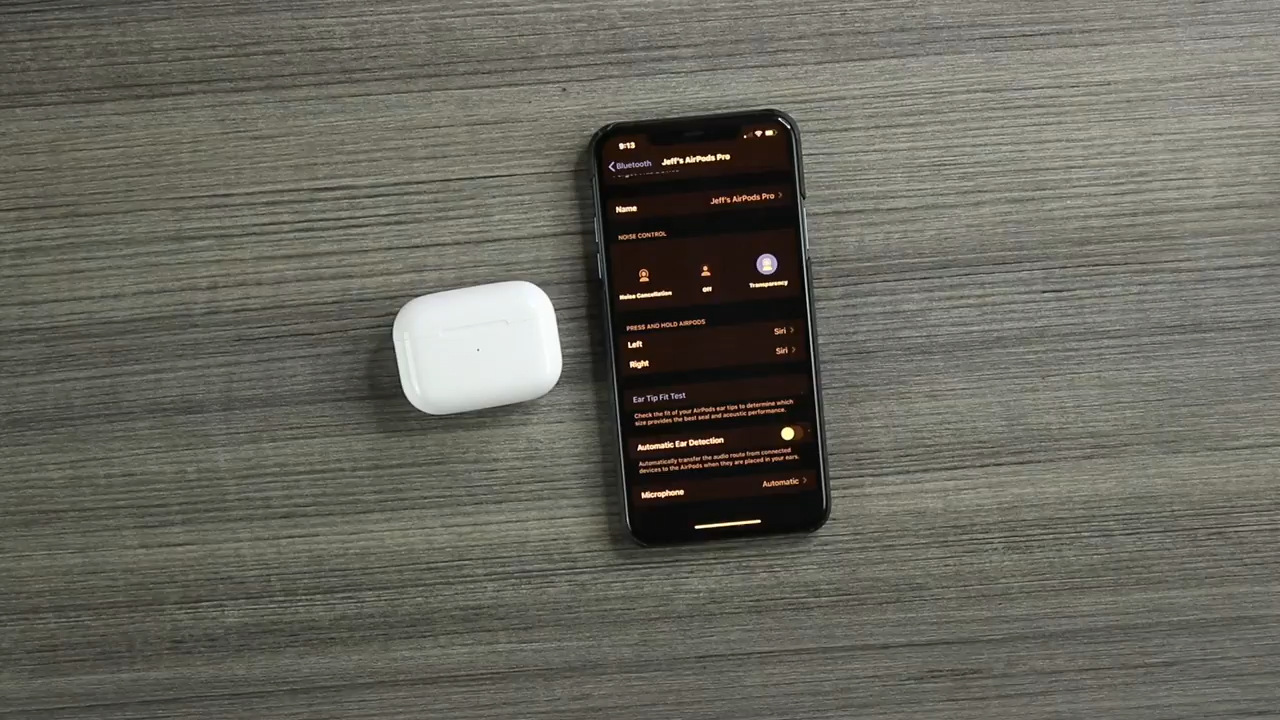 9:13
Bluetooth
Jeff's AirPods Pro
Name
Jeff's AirPods Pro
NOISE CONTROL
Noise Cancellation
Off
Transparency
PRESS AND HOLD AIRPODS
Left
Siri
Right
Siri
Ear Tip Fit Test
Check the fit of your AirPods ear tips to determine which
size provides the best seal and acoustic performance.
Automatic Ear Detection
Automatically transfer the audio route from connected
devices to the AirPods when they are placed in your ears.
Microphone
Automatic